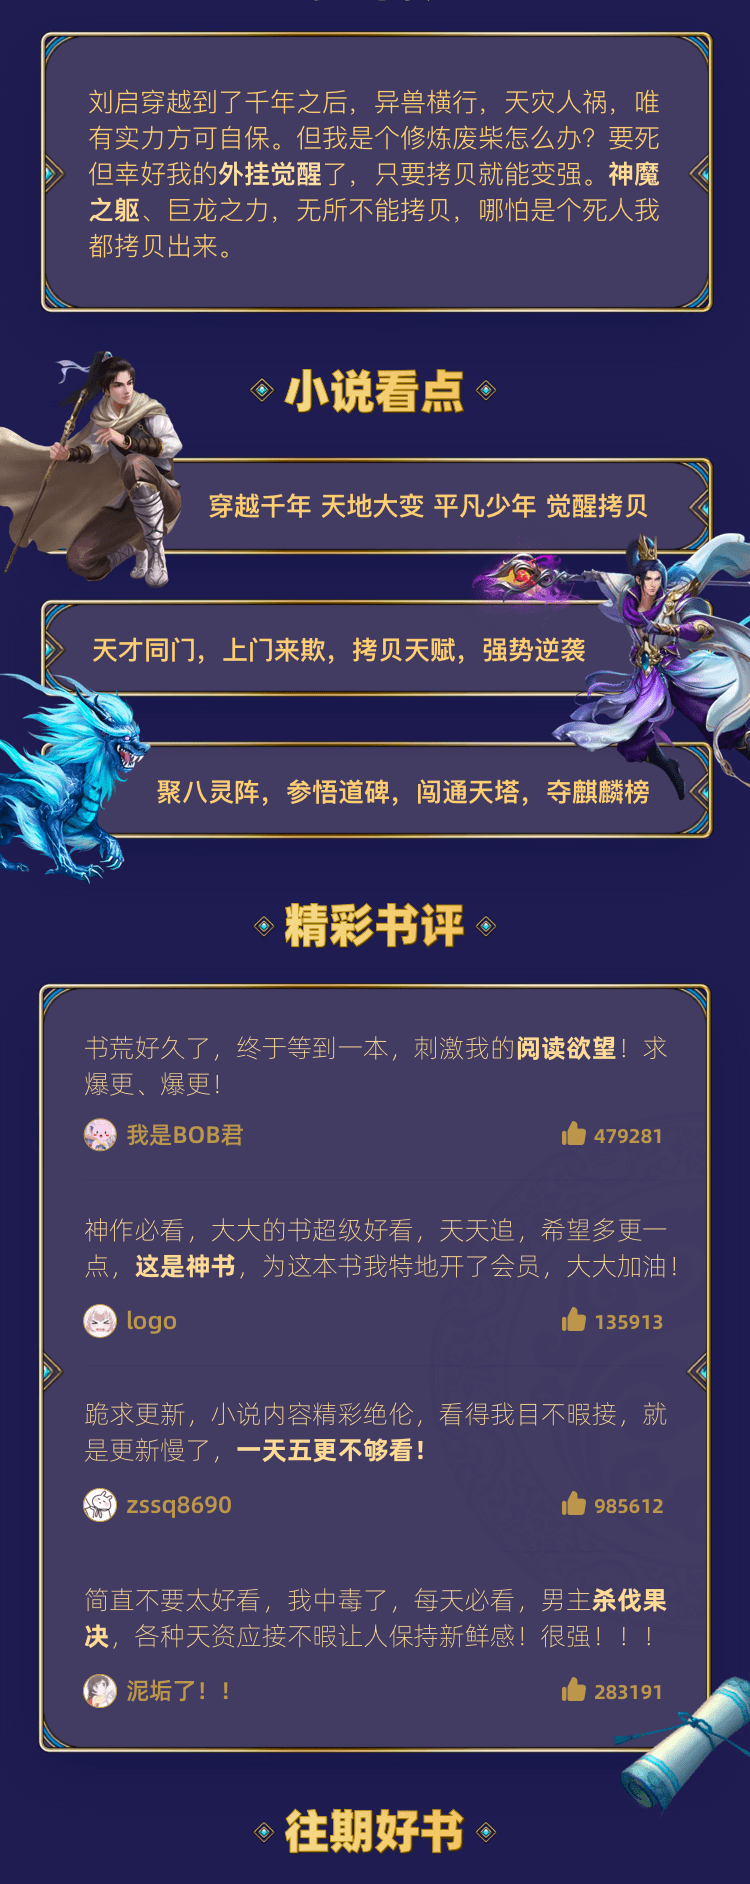 刘启穿越到了千年之后，异兽横行，天灾人祸，唯
有实力方可自保。但我是个修炼废柴怎么办？要死
但幸好我的外挂觉醒了，只要拷贝就能变强。神魔
之躯、巨龙之力，无所不能拷贝，哪怕是个死人我
都拷贝出来。
小说看点
穿越千年 天地大变 平凡少年 觉醒拷贝
天才同门，上门来欺，拷贝天赋，强势逆袭
聚八灵阵，参悟道碑，闯通天塔，夺麒麟榜
精彩书评
书荒好久了，终于等到一本，刺激我的阅读欲望！求
爆更、爆更！
我是BOB君 479281
神作必看，大大的书超级好看，天天追，希望多更一
点，这是神书，为这本书我特地开了会员，大大加油！
logo 135913
跪求更新，小说内容精彩绝伦，看得我目不暇接，就
是更新慢了，一天五更不够看！
zssq8690 985612
简直不要太好看，我中毒了，每天必看，男主杀伐果
决，各种天资应接不暇让人保持新鲜感！很强！！！
泥垢了！！ 283191
往期好书